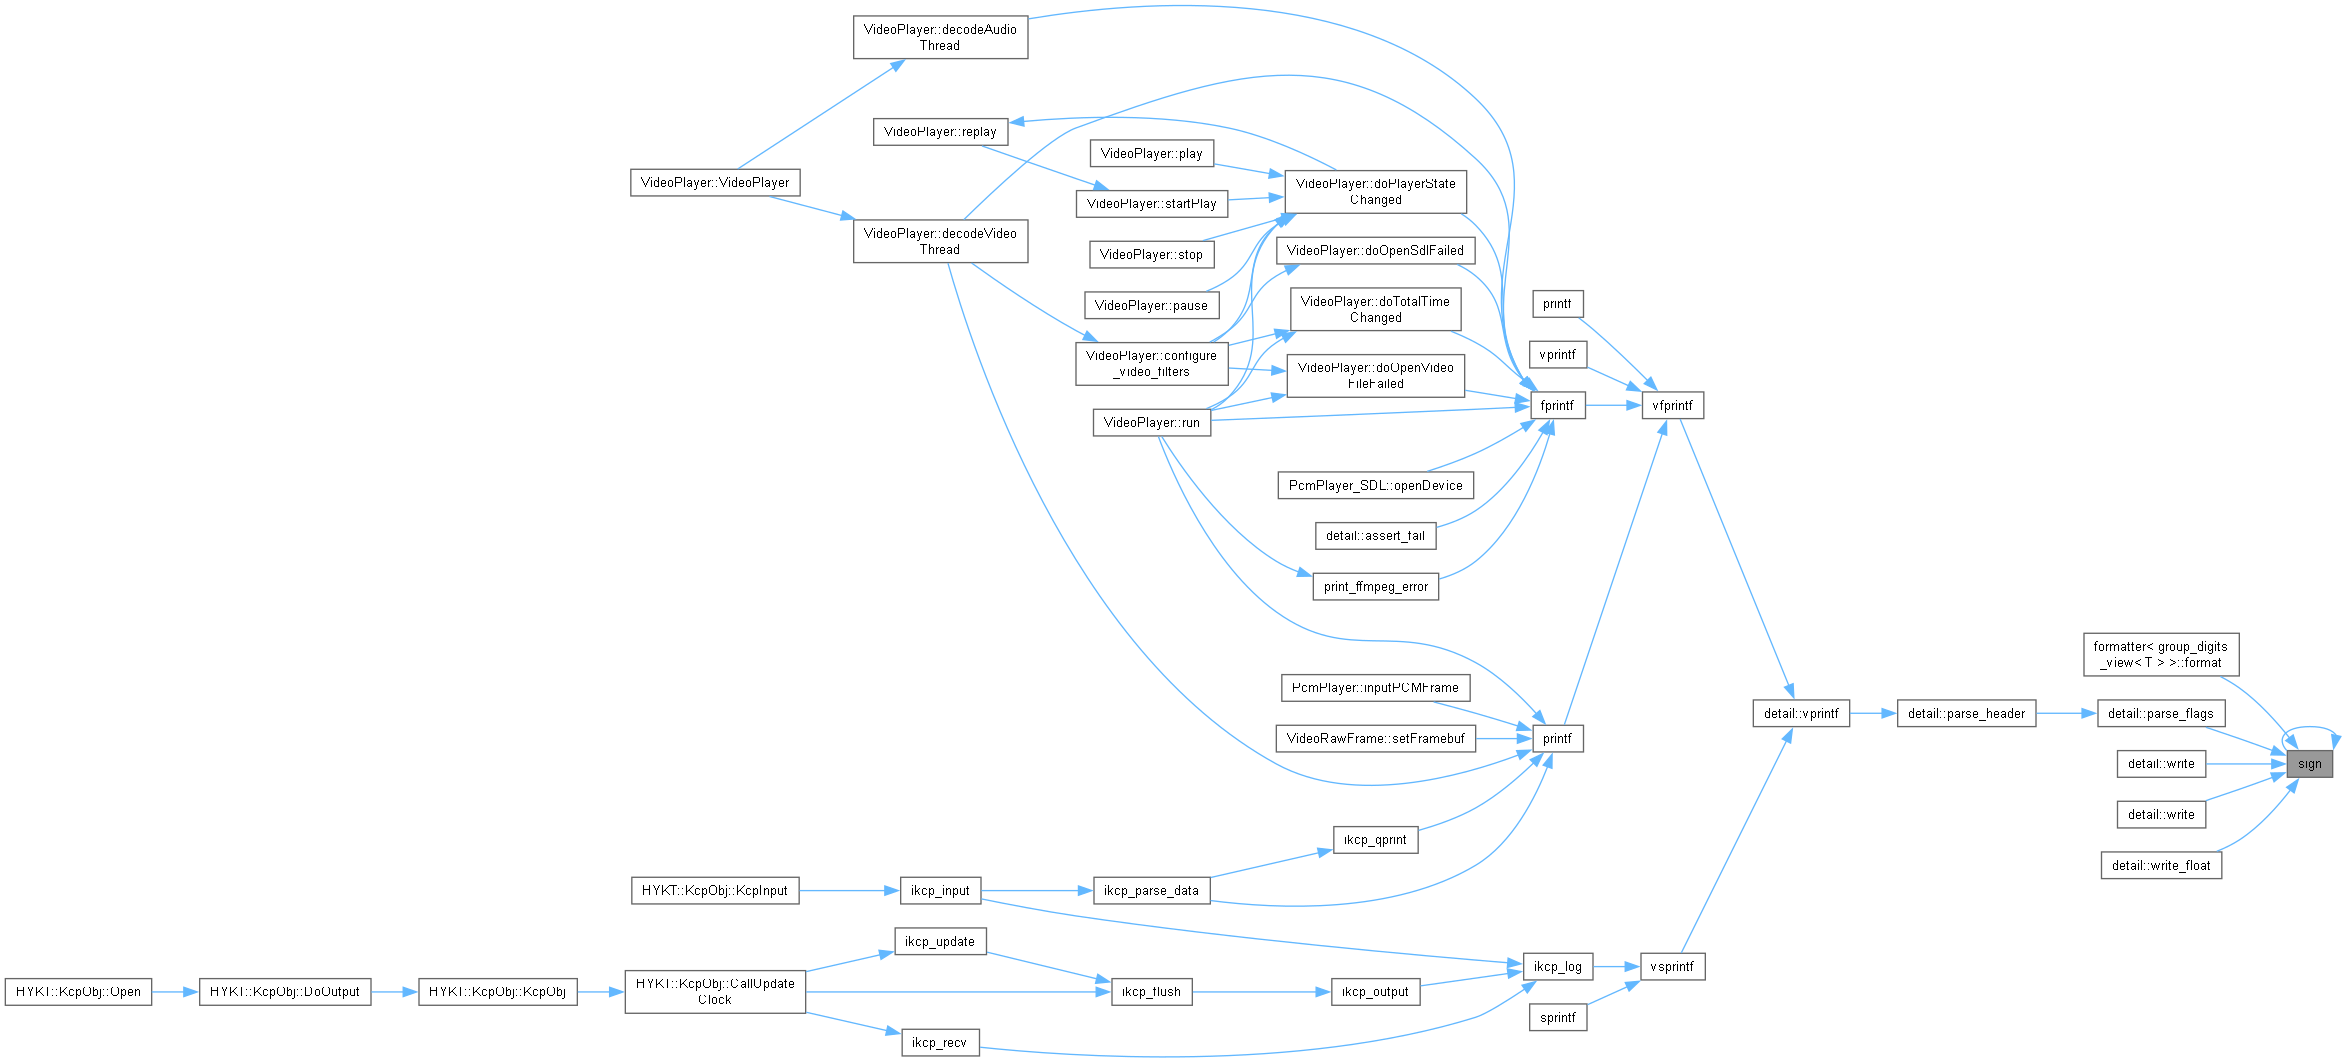 VideoPlayer::decodeAudio
Thread
VideoPlayer::replay
VideoPlayer::play
VideoPlayer::VideoPlayer
VideoPlayer::doPlayerState
Changed
VideoPlayer::startPlay
VideoPlayer::decodeVideo
Thread
VideoPlayer::stop
VideoPlayer::doOpenSdlFailed
VideoPlayer::pause
VideoPlayer::doTotalTime
Changed
printf
vprintf
VideoPlayer::configure
_video_filters
VideoPlayer::doOpenVideo
FileFailed
fprintf
vfprintf
VideoPlayer::run
PcmPlayer_SDL::openDevice
detail::assert_fail
print_ffmpeg_error
formatter< group_digits
_view< T > >::format
PcmPlayer::inputPCMFrame
detail::vprintf
detail::parse_header
detail::parse_flags
VideoRawFrame::setFramebuf
printf
detail::write
sign
detail::write
ikcp_qprint
detail::write_float
HYKT::KcpObj::KcpInput
ikcp_input
ikcp_parse_data
ikcp_update
ikcp_log
vsprintf
HYKT::KcpObj::Open
HYKT::KcpObj::DoOutput
HYKT::KcpObj::KcpObj
HYKT::KcpObj::CallUpdate
Clock
ikcp_flush
ikcp_output
sprintf
ikcp_recv